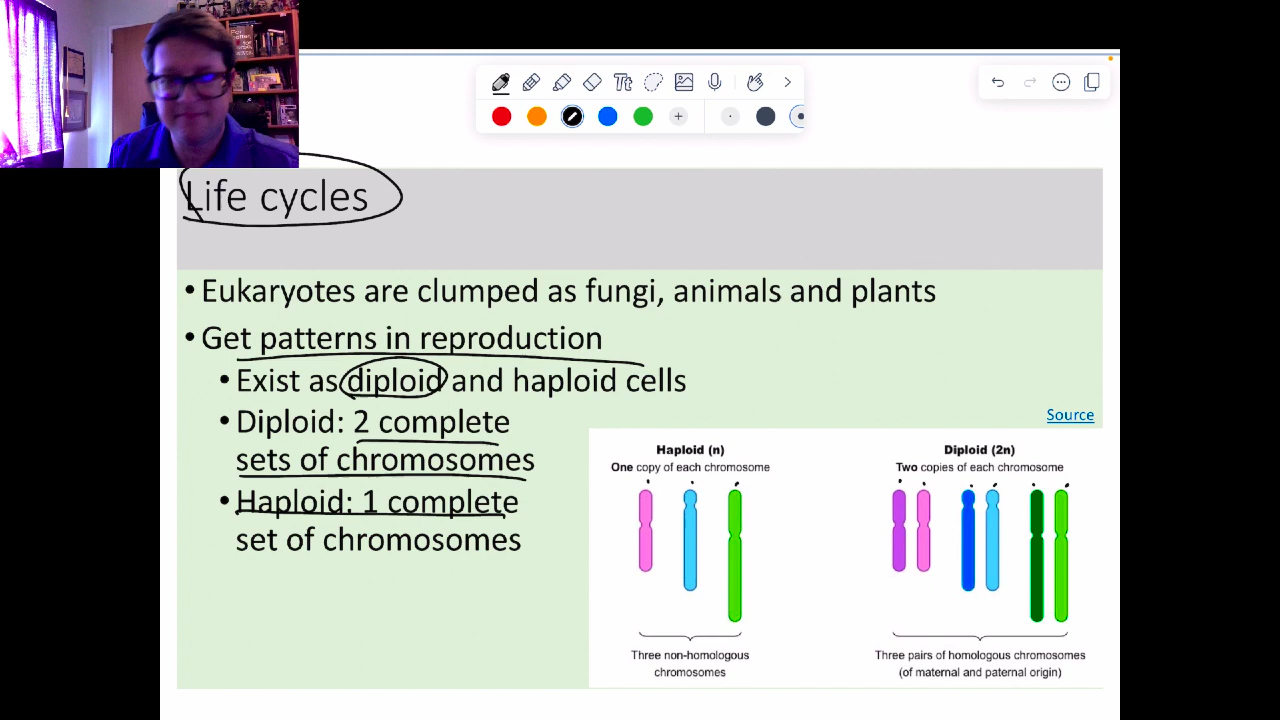 Life cycles
• Eukaryotes are clumped as fungi, animals and plants
• Get patterns in reproduction
• Exist as diploid and haploid cells
• Diploid: 2 complete
sets of chromosomes
• Haploid: 1 complete
set of chromosomes
Source
Haploid (n)
One copy of each chromosome
Three non-homologous
chromosomes
Diploid (2n)
Two copies of each chromosome
Three pairs of homologous chromosomes
(of maternal and paternal origin)
Tt